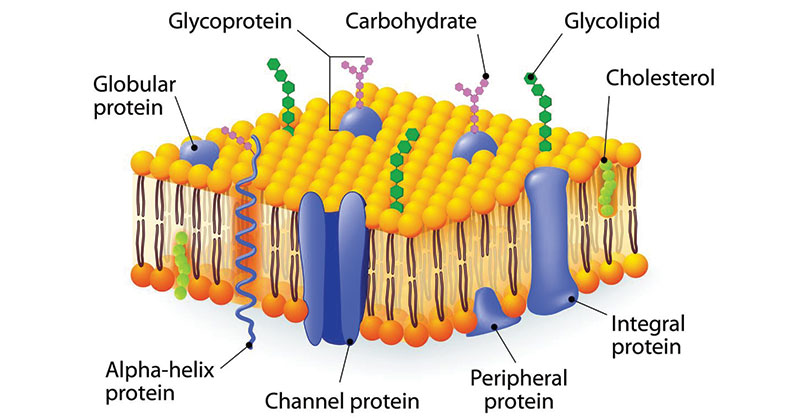 Glycoprotein
Carbohydrate
Glycolipid
Globular
protein
Cholesterol
Alpha-helix
protein
Channel protein
Peripheral
protein
Integral
protein